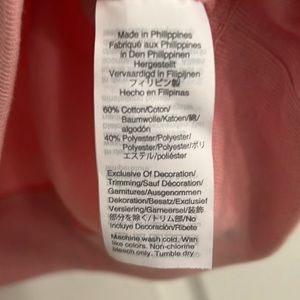 Made in Philippines
Fabriqué aux Philippines
In Den Philippinen
Hergestellt
Vervaardigd in Filipijnen
フィリピン製
Hecho en Filipinas
60% Cotton/Coton/
Baumwolle/Katoen/綿/
algodón
40% Polyester/Polyester/
Polyester/Polyester/ポリ
エステル/poliéster
Exclusive Of Decoration/
Trimming/Sauf Décoration/
Garnitures/Ausgenommen
Dekoration/Besatz/Exclusief
Versiering/Garneersel/装飾
部分を除く/トリム部/No
Incluye Decoración/Ribete
Machine wash cold. With
like colors. Non-chlorine
bleach only. Tumble dry